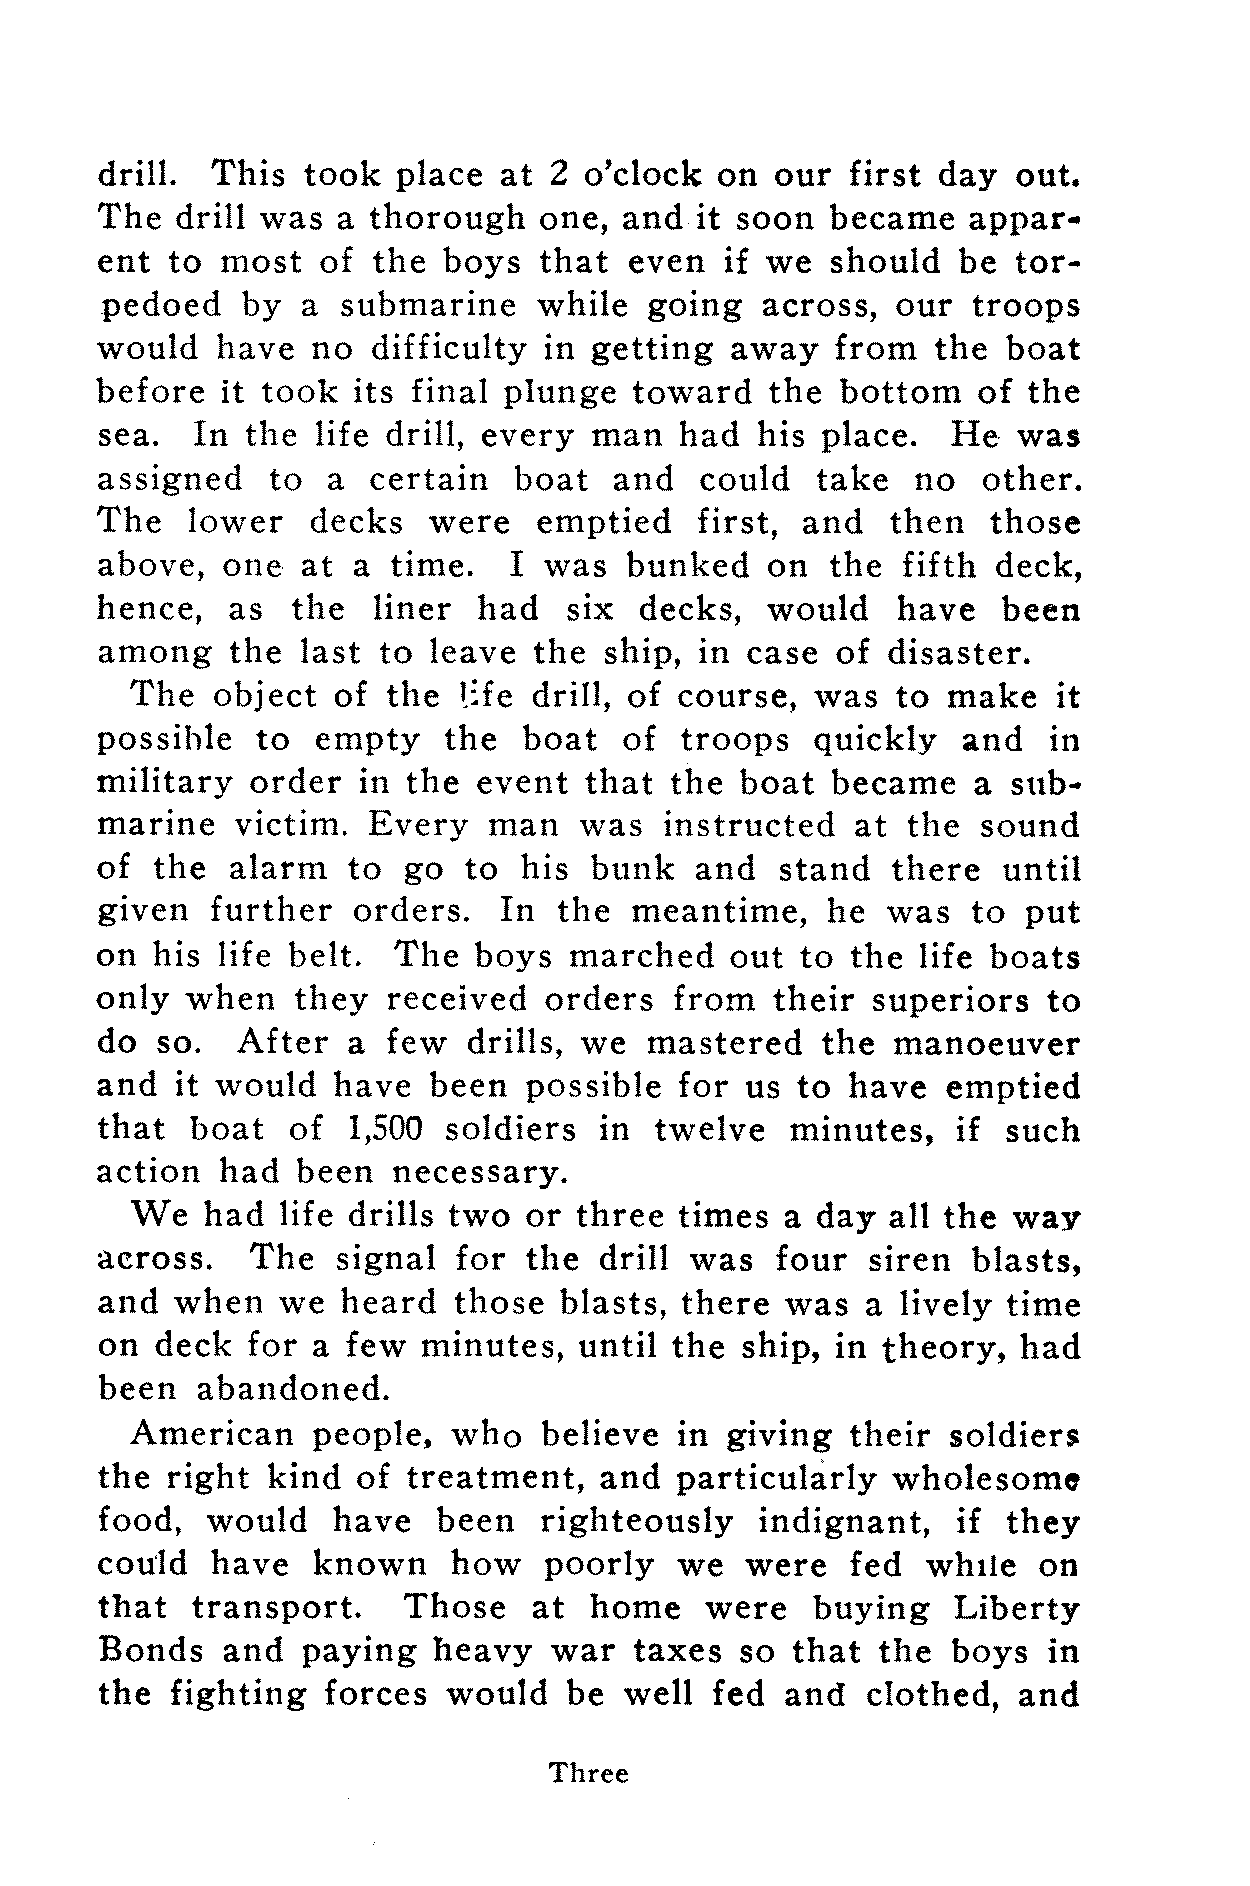 drill. This took place at 2 o'clock on our first day out.
The drill was a thorough one, and it soon became appar-
ent to most of the boys that even if we should be tor-
pedoed by a submarine while going across, our troops
would have no difficulty in getting away from the boat
before it took its final plunge toward the bottom of the
sea. In the life drill, every man had his place. He was
assigned to a certain boat and could take no other.
The lower decks were emptied first, and then those
above, one at a time. I was bunked on the fifth deck,
hence, as the liner had six decks, would have been
among the last to leave the ship, in case of disaster.
The object of the life drill, of course, was to make it
possible to empty the boat of troops quickly and in
military order in the event that the boat became a sub-
marine victim. Every man was instructed at the sound
of the alarm to go to his bunk and stand there until
given further orders. In the meantime, he was to put
on his life belt. The boys marched out to the life boats
only when they received orders from their superiors to
do so. After a few drills, we mastered the manoeuver
and it would have been possible for us to have emptied
that boat of 1,500 soldiers in twelve minutes, if such
action had been necessary.
We had life drills two or three times a day all the way
across. The signal for the drill was four siren blasts,
and when we heard those blasts, there was a lively time
on deck for a few minutes, until the ship, in theory, had
been abandoned.
American people, who believe in giving their soldiers
the right kind of treatment, and particularly wholesome
food, would have been righteously indignant, if they
could have known how poorly we were fed while on
that transport. Those at home were buying Liberty
Bonds and paying heavy war taxes so that the boys in
the fighting forces would be well fed and clothed, and
Three